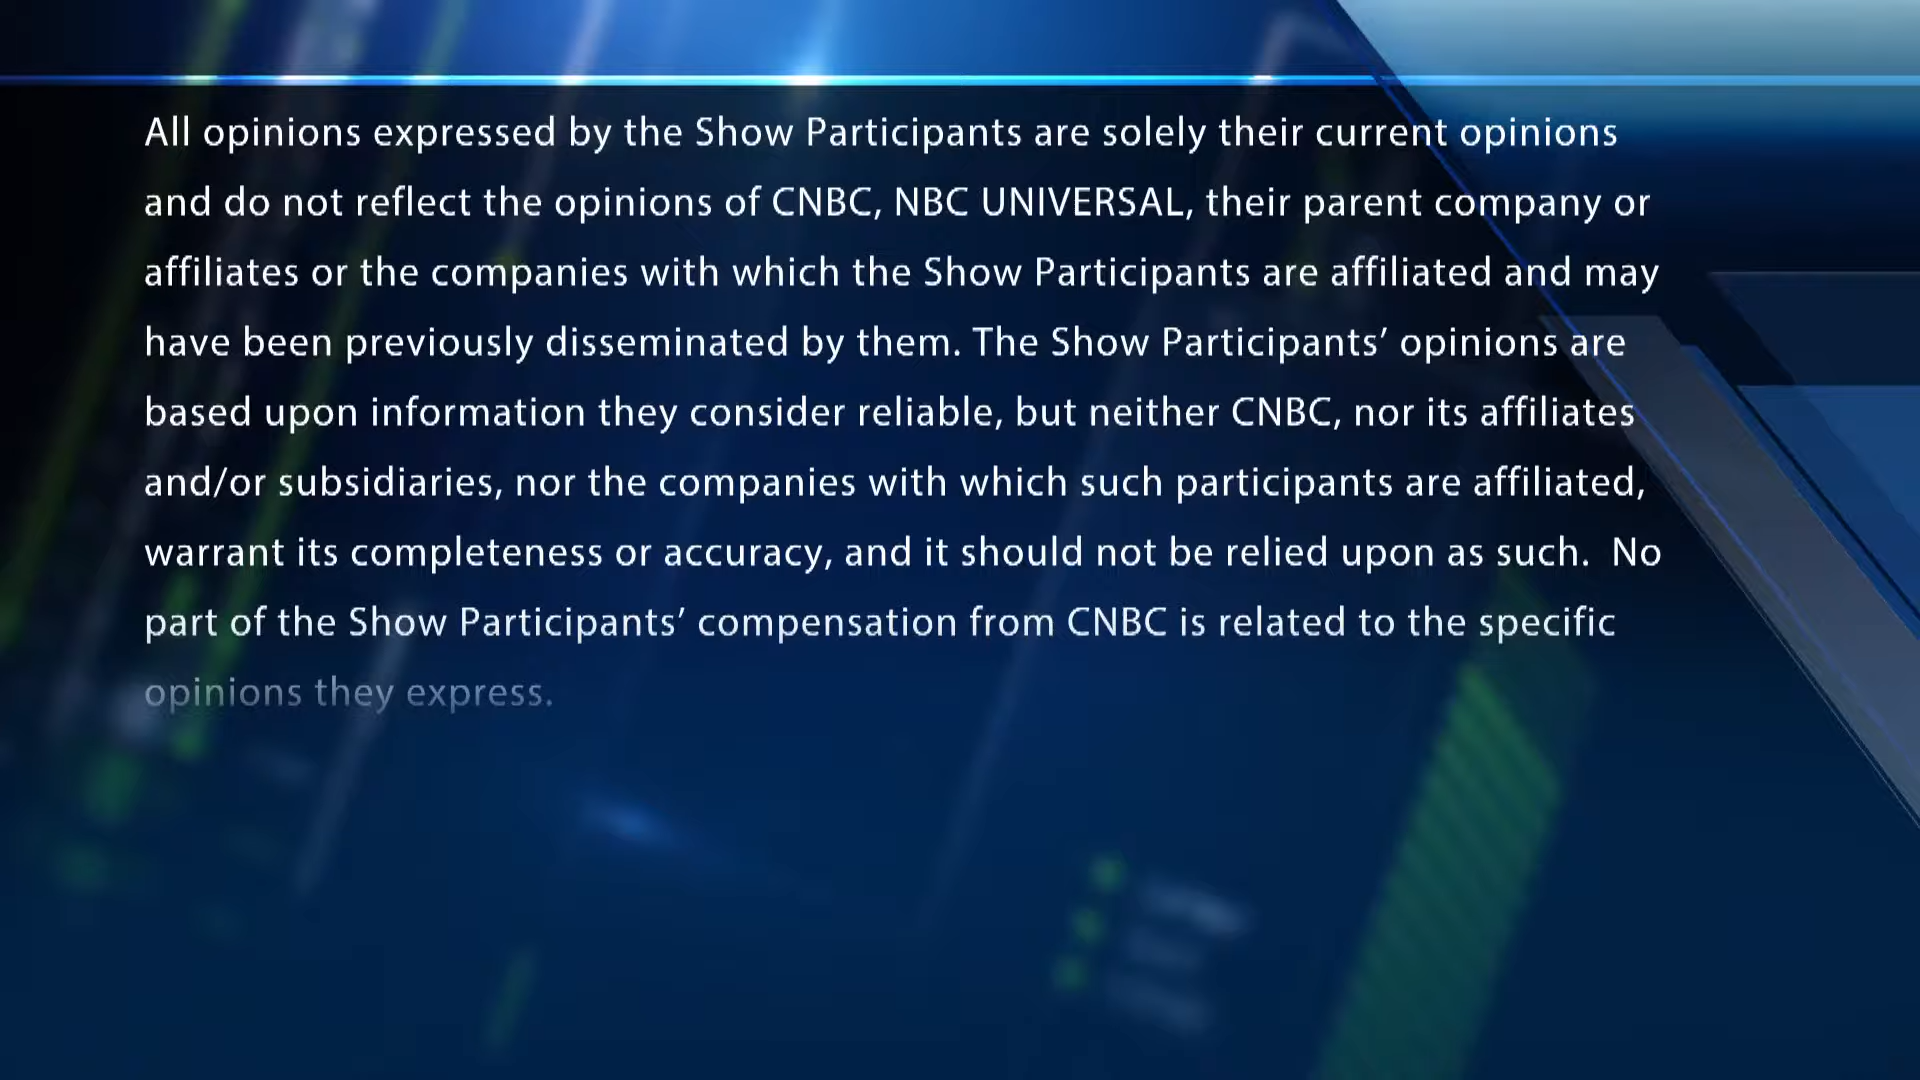 All opinions expressed by the Show Participants are solely their current opinions
and do not reflect the opinions of CNBC, NBC UNIVERSAL, their parent company or
affiliates or the companies with which the Show Participants are affiliated and may
have been previously disseminated by them. The Show Participants’ opinions are
based upon information they consider reliable, but neither CNBC, nor its affiliates
and/or subsidiaries, nor the companies with which such participants are affiliated,
warrant its completeness or accuracy, and it should not be relied upon as such.  No
part of the Show Participants’ compensation from CNBC is related to the specific
opinions they express.